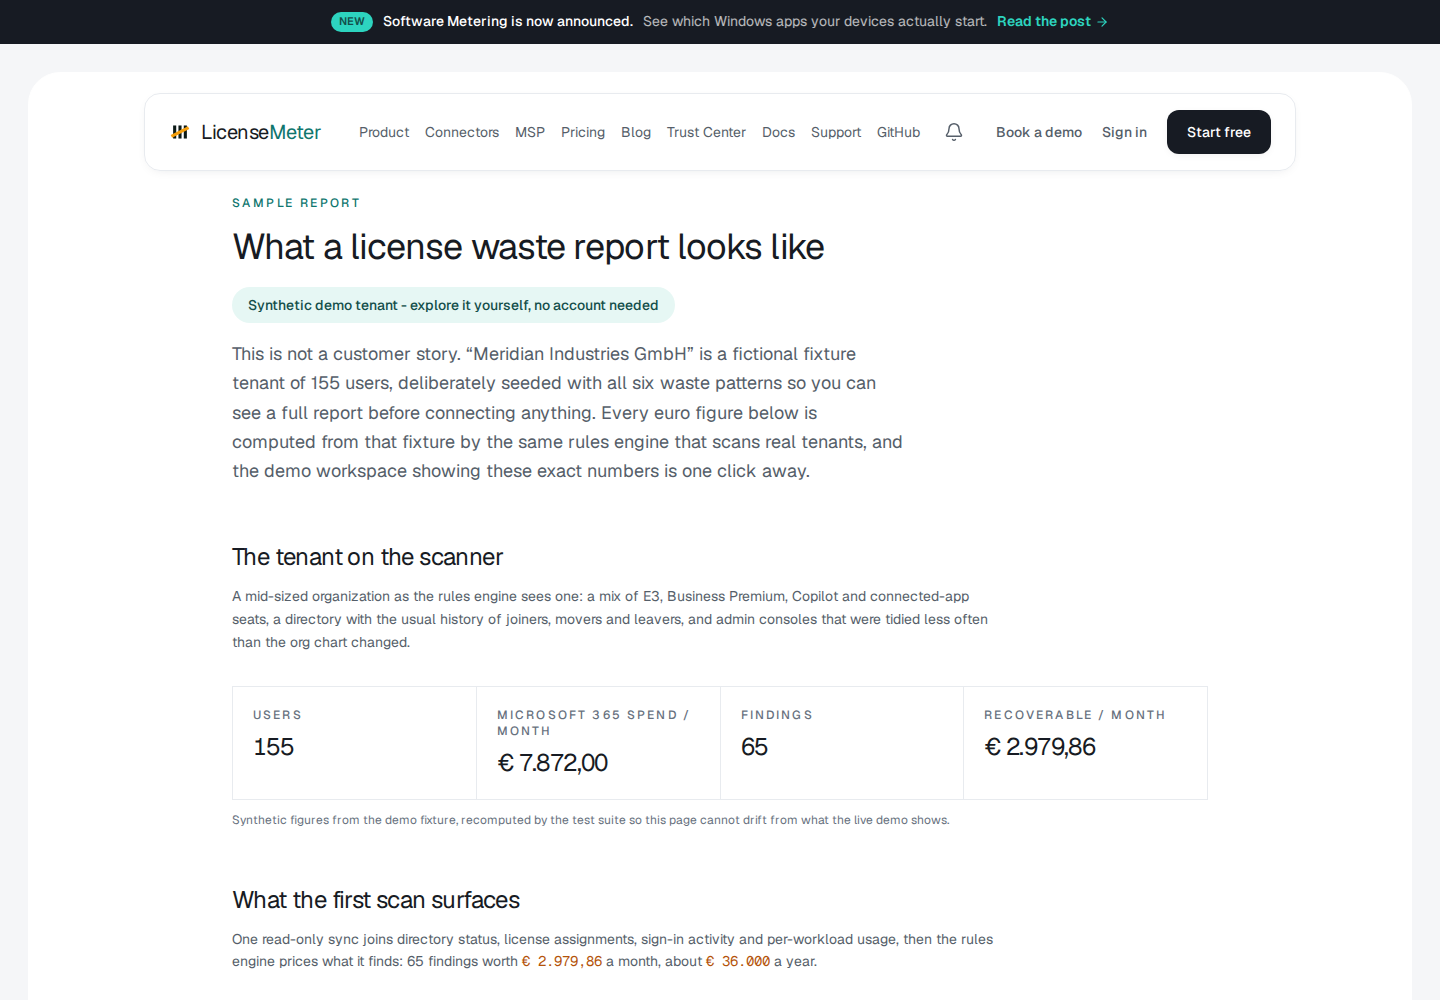 NEW Software Metering is now announced. See which Windows apps your devices actually start. Read the post →
LicenseMeter Product Connectors MSP Pricing Blog Trust Center Docs Support GitHub Book a demo Sign in Start free
SAMPLE REPORT
What a license waste report looks like
Synthetic demo tenant - explore it yourself, no account needed
This is not a customer story. “Meridian Industries GmbH” is a fictional fixture
tenant of 155 users, deliberately seeded with all six waste patterns so you can
see a full report before connecting anything. Every euro figure below is
computed from that fixture by the same rules engine that scans real tenants, and
the demo workspace showing these exact numbers is one click away.
The tenant on the scanner
A mid-sized organization as the rules engine sees one: a mix of E3, Business Premium, Copilot and connected-app
seats, a directory with the usual history of joiners, movers and leavers, and admin consoles that were tidied less often
than the org chart changed.
USERS
155
MICROSOFT 365 SPEND /
MONTH
€ 7.872,00
FINDINGS
65
RECOVERABLE / MONTH
€ 2.979,86
Synthetic figures from the demo fixture, recomputed by the test suite so this page cannot drift from what the live demo shows.
What the first scan surfaces
One read-only sync joins directory status, license assignments, sign-in activity and per-workload usage, then the rules
engine prices what it finds: 65 findings worth € 2.979,86 a month, about € 36.000 a year.